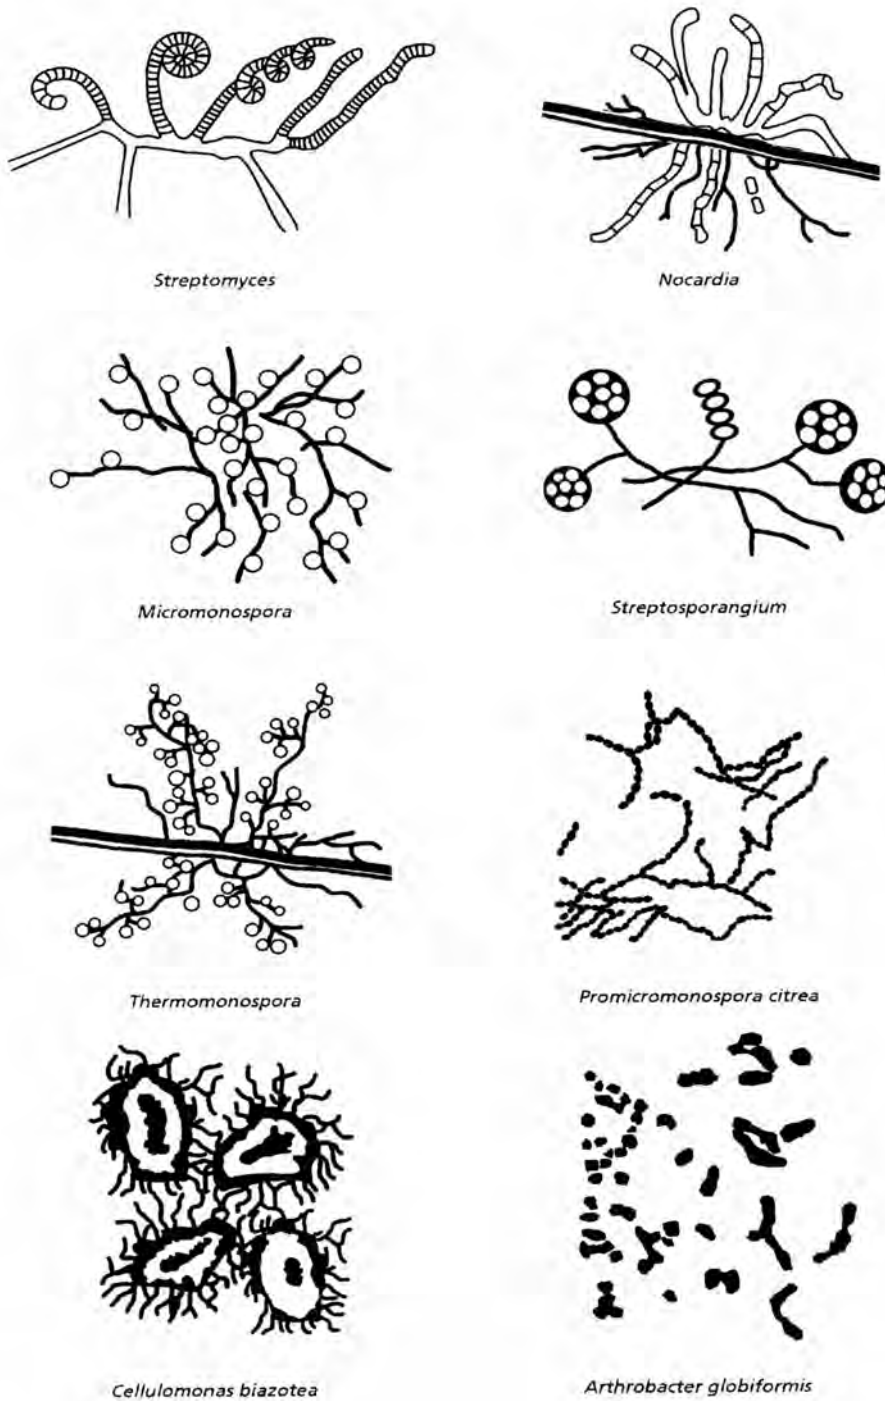 Streptomyces
Nocardia
Micromonospora
Streptosporangium
Thermomonospora
Promicromonospora citrea
Cellulomonas biazotea
Arthrobacter globiformis